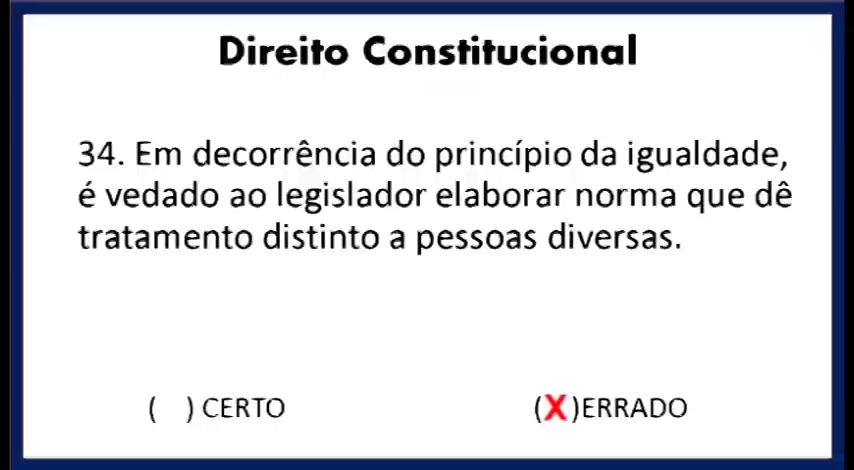 Direito Constitucional
34. Em decorrência do princípio da igualdade,
é vedado ao legislador elaborar norma que dê
tratamento distinto a pessoas diversas.
(   ) CERTO
(X)ERRADO